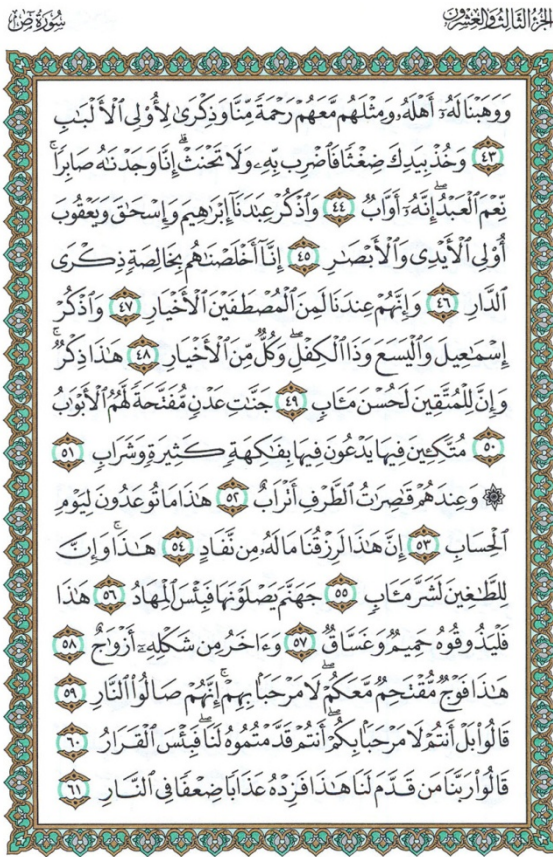 الجزء الثالث والعشرون
سورة ص
وَوَهَبْنَا لَهُۥٓ أَهْلَهُۥ وَمِثْلَهُم مَّعَهُمْ رَحْمَةً مِّنَّا وَذِكْرَىٰ لِأُو۟لِى ٱلْأَلْبَٰبِ
٤٣ وَخُذْ بِيَدِكَ ضِغْثًا فَٱضْرِب بِّهِۦ وَلَا تَحْنَثْ ۗ إِنَّا وَجَدْنَٰهُ صَابِرًا ۚ
نِّعْمَ ٱلْعَبْدُ ۖ إِنَّهُۥٓ أَوَّابٌ ٤٤ وَٱذْكُرْ عِبَٰدَنَآ إِبْرَٰهِيمَ وَإِسْحَٰقَ وَيَعْقُوبَ
أُو۟لِى ٱلْأَيْدِى وَٱلْأَبْصَٰرِ ٤٥ إِنَّآ أَخْلَصْنَٰهُم بِخَالِصَةٍ ذِكْرَى
ٱلدَّارِ ٤٦ وَإِنَّهُمْ عِندَنَا لَمِنَ ٱلْمُصْطَفَيْنَ ٱلْأَخْيَارِ ٤٧ وَٱذْكُرْ
إِسْمَٰعِيلَ وَٱلْيَسَعَ وَذَا ٱلْكِفْلِ ۖ وَكُلٌّ مِّنَ ٱلْأَخْيَارِ ٤٨ هَٰذَا ذِكْرٌ ۚ
وَإِنَّ لِلْمُتَّقِينَ لَحُسْنَ مَـَٔابٍ ٤٩ جَنَّٰتِ عَدْنٍ مُّفَتَّحَةً لَّهُمُ ٱلْأَبْوَٰبُ
٥٠ مُتَّكِـِٔينَ فِيهَا يَدْعُونَ فِيهَا بِفَٰكِهَةٍ كَثِيرَةٍ وَشَرَابٍ ٥١
۞ وَعِندَهُمْ قَٰصِرَٰتُ ٱلطَّرْفِ أَتْرَابٌ ٥٢ هَٰذَا مَا تُوعَدُونَ لِيَوْمِ
ٱلْحِسَابِ ٥٣ إِنَّ هَٰذَا لَرِزْقُنَا مَا لَهُۥ مِن نَّفَادٍ ٥٤ هَٰذَا ۚ وَإِنَّ
لِلطَّٰغِينَ لَشَرَّ مَـَٔابٍ ٥٥ جَهَنَّمَ يَصْلَوْنَهَا فَبِئْسَ ٱلْمِهَادُ ٥٦ هَٰذَا
فَلْيَذُوقُوهُ حَمِيمٌ وَغَسَّاقٌ ٥٧ وَءَاخَرُ مِن شَكْلِهِۦٓ أَزْوَٰجٌ ٥٨
هَٰذَا فَوْجٌ مُّقْتَحِمٌ مَّعَكُمْ ۖ لَا مَرْحَبًۢا بِهِمْ ۚ إِنَّهُمْ صَالُوا۟ ٱلنَّارِ ٥٩
قَالُوا۟ بَلْ أَنتُمْ لَا مَرْحَبًۢا بِكُمْ ۖ أَنتُمْ قَدَّمْتُمُوهُ لَنَا ۖ فَبِئْسَ ٱلْقَرَارُ ٦٠
قَالُوا۟ رَبَّنَا مَن قَدَّمَ لَنَا هَٰذَا فَزِدْهُ عَذَابًا ضِعْفًا فِى ٱلنَّارِ ٦١